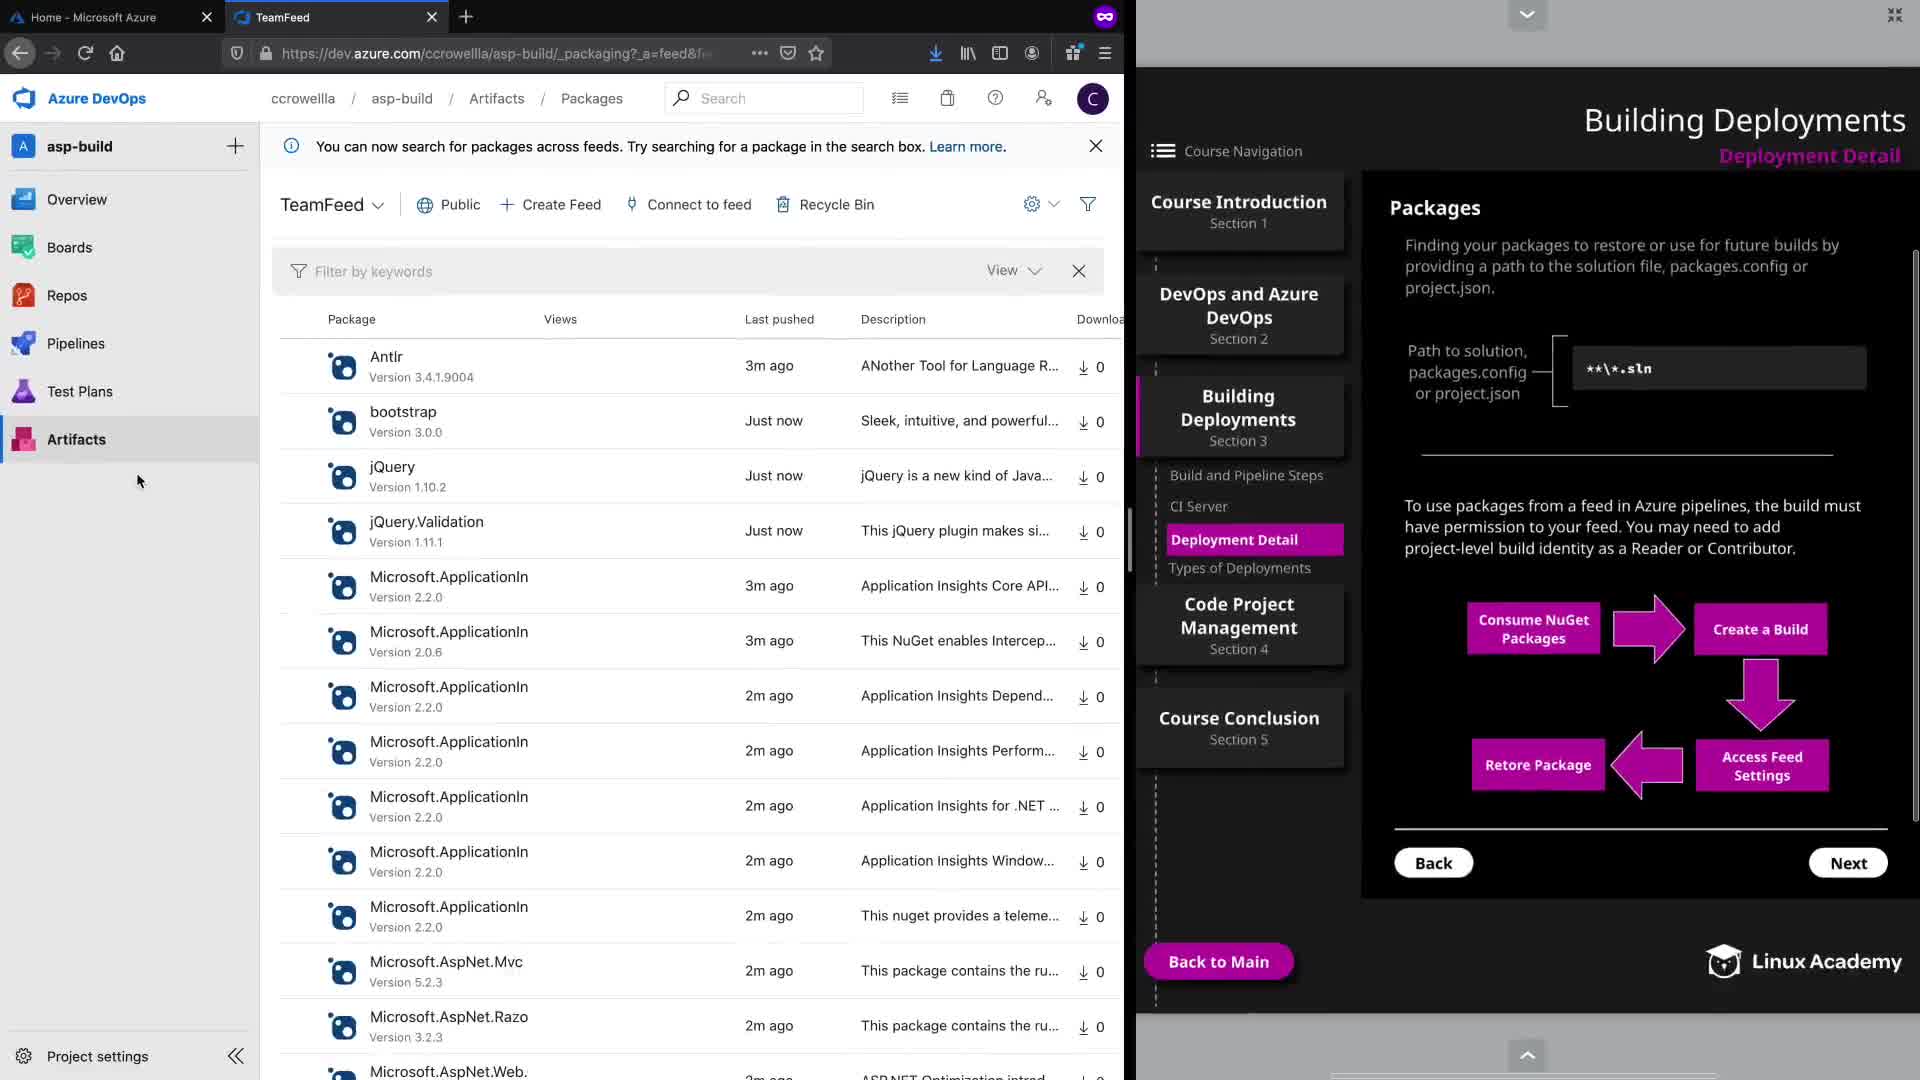 Home - Microsoft Azure
TeamFeed
https://dev.azure.com/ccrowellla/asp-build/_packaging?_a=feed&f
Azure DevOps
ccrowellla / asp-build / Artifacts / Packages
Search
C
A asp-build
Overview
Boards
Repos
Pipelines
Test Plans
Artifacts
Project settings
You can now search for packages across feeds. Try searching for a package in the search box. Learn more.
TeamFeed
Public
Create Feed
Connect to feed
Recycle Bin
Filter by keywords
View
Package Views Last pushed Description Downloa
Antlr 3m ago ANother Tool for Language R... 0
Version 3.4.1.9004
bootstrap Just now Sleek, intuitive, and powerful... 0
Version 3.0.0
jQuery Just now jQuery is a new kind of Java... 0
Version 1.10.2
jQuery.Validation Just now This jQuery plugin makes si... 0
Version 1.11.1
Microsoft.ApplicationIn 3m ago Application Insights Core API... 0
Version 2.2.0
Microsoft.ApplicationIn 3m ago This NuGet enables Intercep... 0
Version 2.0.6
Microsoft.ApplicationIn 2m ago Application Insights Depend... 0
Version 2.2.0
Microsoft.ApplicationIn 2m ago Application Insights Perform... 0
Version 2.2.0
Microsoft.ApplicationIn 2m ago Application Insights for .NET ... 0
Version 2.2.0
Microsoft.ApplicationIn 2m ago Application Insights Window... 0
Version 2.2.0
Microsoft.ApplicationIn 2m ago This nuget provides a teleme... 0
Version 2.2.0
Microsoft.AspNet.Mvc 2m ago This package contains the ru... 0
Version 5.2.3
Microsoft.AspNet.Razo 2m ago This package contains the ru... 0
Version 3.2.3
Microsoft.AspNet.Web.
Building Deployments
Deployment Detail
Course Navigation
Course Introduction
Section 1
DevOps and Azure
DevOps
Section 2
Building
Deployments
Section 3
Build and Pipeline Steps
CI Server
Deployment Detail
Types of Deployments
Code Project
Management
Section 4
Course Conclusion
Section 5
Back to Main
Packages
Finding your packages to restore or use for future builds by
providing a path to the solution file, packages.config or
project.json.
Path to solution,
packages.config
or project.json
**\*.sln
To use packages from a feed in Azure pipelines, the build must
have permission to your feed. You may need to add
project-level build identity as a Reader or Contributor.
Consume NuGet
Packages
Create a Build
Access Feed
Settings
Retore Package
Back
Next
Linux Academy